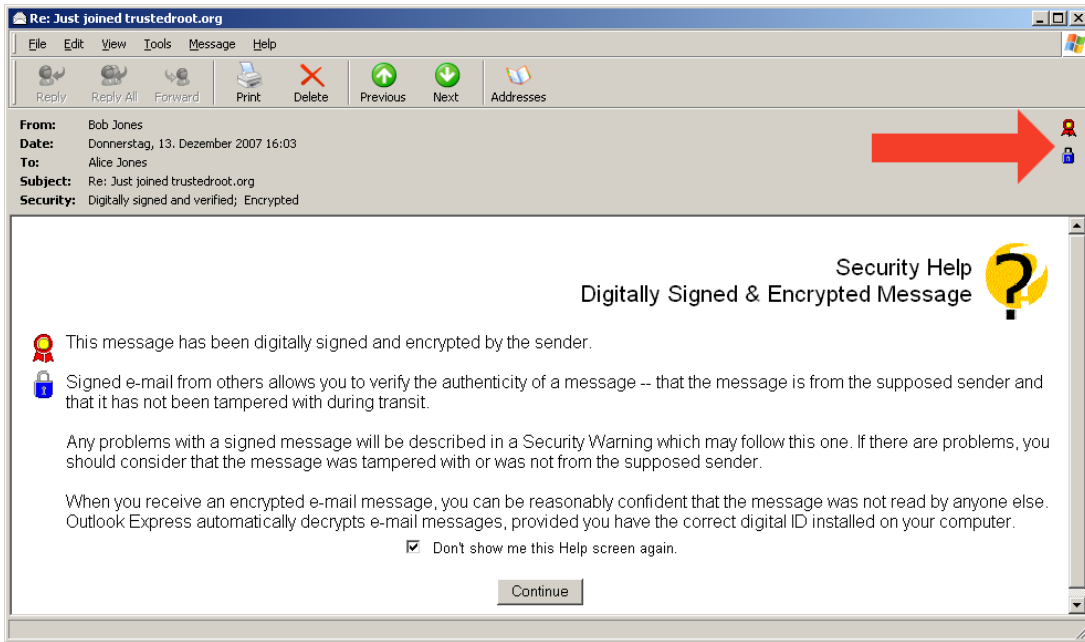 Re: Just joined trustedroot.org
File Edit View Tools Message Help
Reply Reply All Forward Print Delete Previous Next Addresses
From: Bob Jones
Date: Donnerstag, 13. Dezember 2007 16:03
To: Alice Jones
Subject: Re: Just joined trustedroot.org
Security: Digitally signed and verified; Encrypted
Security Help
Digitally Signed & Encrypted Message
This message has been digitally signed and encrypted by the sender.
Signed e-mail from others allows you to verify the authenticity of a message -- that the message is from the supposed sender and
that it has not been tampered with during transit.
Any problems with a signed message will be described in a Security Warning which may follow this one. If there are problems, you
should consider that the message was tampered with or was not from the supposed sender.
When you receive an encrypted e-mail message, you can be reasonably confident that the message was not read by anyone else.
Outlook Express automatically decrypts e-mail messages, provided you have the correct digital ID installed on your computer.
Don't show me this Help screen again.
Continue